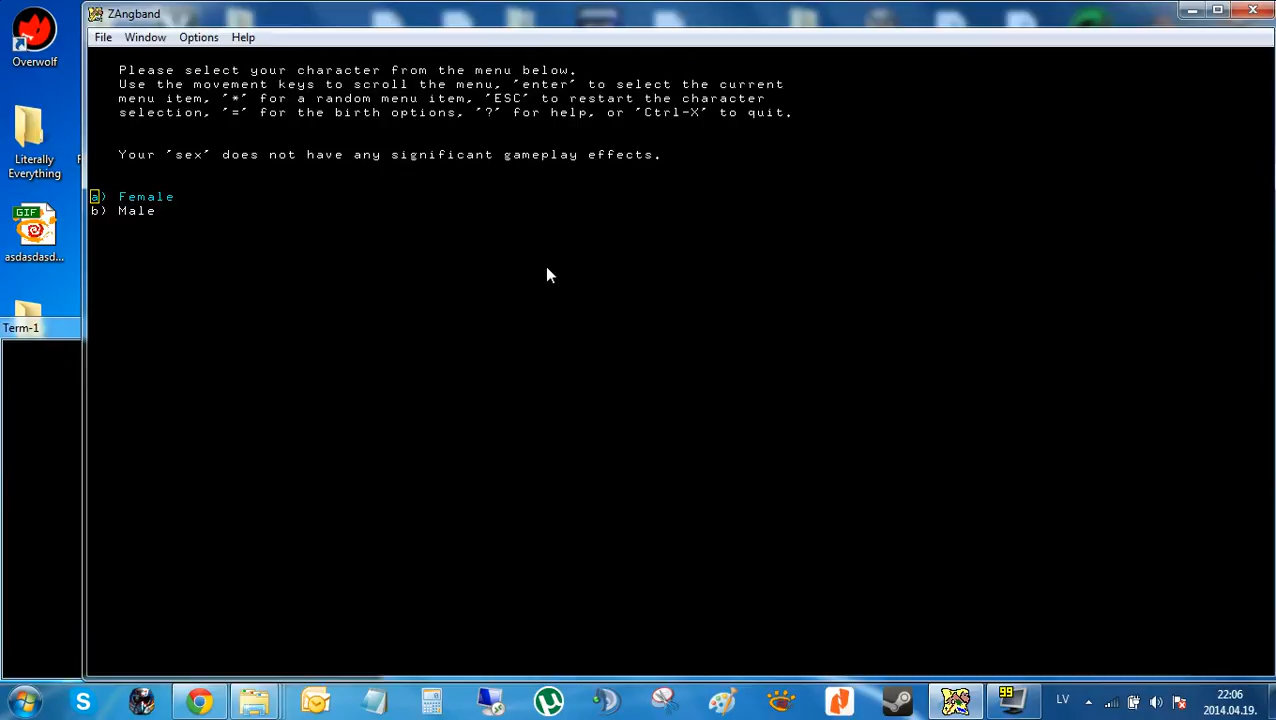 ZAngband
File Window Options Help
Overwolf
Please select your character from the menu below.
Use the movement keys to scroll the menu, 'enter' to select the current
menu item, '*' for a random menu item, 'ESC' to restart the character
selection, '=' for the birth options, '?' for help, or 'Ctrl-X' to quit.
Your 'sex' does not have any significant gameplay effects.
Literally
Everything
a) Female
b) Male
GIF
asdasdasd...
Term-1
99
LV
22:06
2014.04.19.